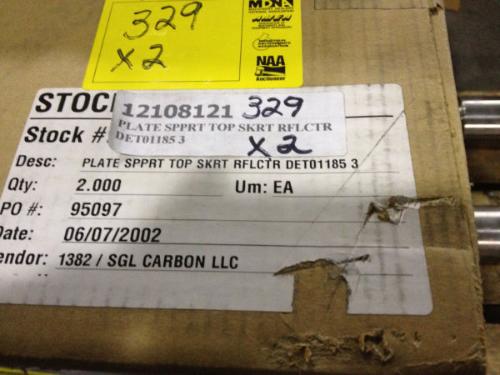 329
X2
MDNA
NAA
Auctioneer
STOC
12108121 329
PLATE SPPRT TOP SKRT RFLCTR
DET01185 3
X2
Stock #
Desc: PLATE SPPRT TOP SKRT RFLCTR DET01185 3
Qty: 2.000 Um: EA
PO #: 95097
Date: 06/07/2002
endor: 1382 / SGL CARBON LLC